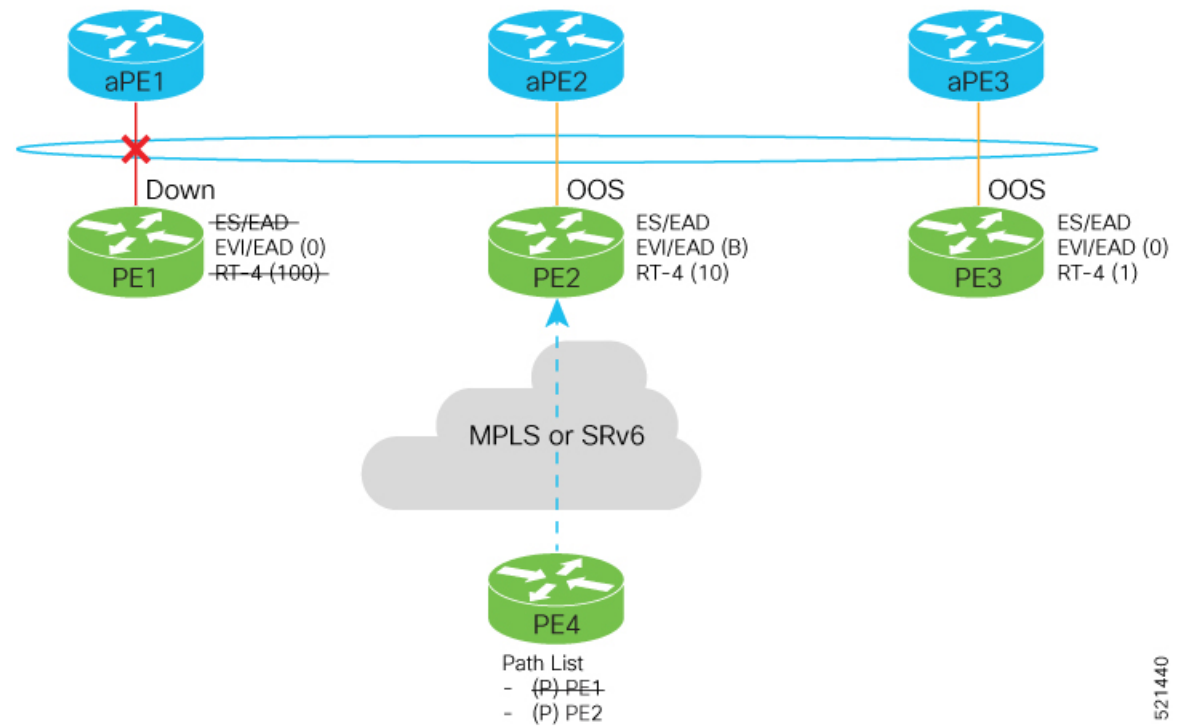 aPE1
aPE2
aPE3
Down
OOS
OOS
PE1
ES/EAD
EVI/EAD (0)
RT-4 (100)
PE2
ES/EAD
EVI/EAD (B)
RT-4 (10)
PE3
ES/EAD
EVI/EAD (0)
RT-4 (1)
MPLS or SRv6
PE4
Path List
- (P) PE1
- (P) PE2
521440